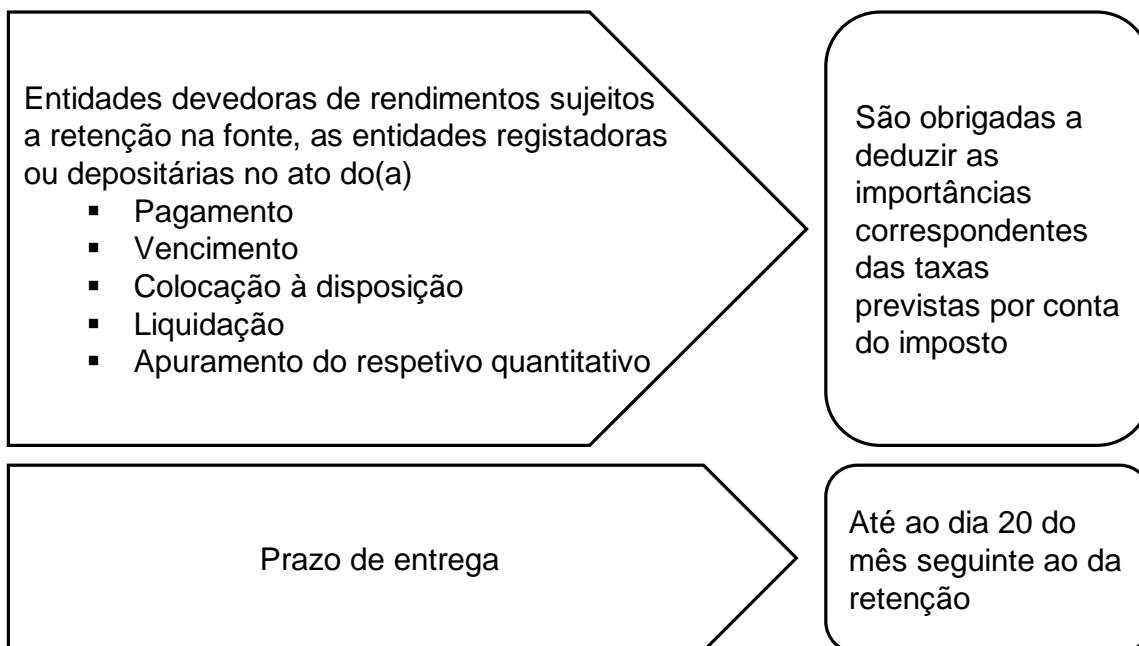 Entidades devedoras de rendimentos sujeitos
a retenção na fonte, as entidades registadoras
ou depositárias no ato do(a)
▪ Pagamento
▪ Vencimento
▪ Colocação à disposição
▪ Liquidação
▪ Apuramento do respetivo quantitativo
São obrigadas a
deduzir as
importâncias
correspondentes
das taxas
previstas por conta
do imposto
Prazo de entrega
Até ao dia 20 do
mês seguinte ao da
retenção